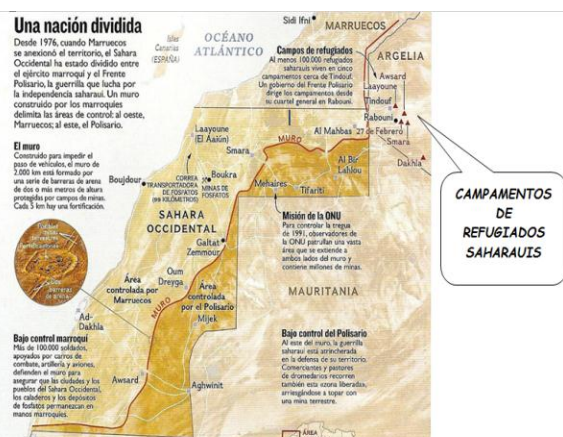 Una nación dividida
Desde 1976, cuando Marruecos
se anexionó el territorio, el Sahara
Occidental ha estado dividido entre
el ejército marroquí y el Frente
Polisario, la guerrilla que lucha por
la independencia saharaui. Un muro
construido por los marroquíes
delimita las áreas de control: al oeste,
Marruecos; al este, el Polisario.
El muro
Construido para impedir el
paso de vehículos, el muro de
2.000 km está formado por
una serie de barreras de arena
de dos o más metros de altura
protegidas por campos de minas.
Cada 5 km hay una fortificación.
Islas
Canarias
(ESPAÑA)
OCÉANO
ATLÁNTICO
Sidi Ifni
MARRUECOS
ARGELIA
Campos de refugiados
Al menos 100.000 refugiados
saharauis viven en cinco
campamentos cerca de Tinduf.
Un gobierno del Frente Polisario
dirige los campamentos desde
su cuartel general en Rabouni.
Awsard
Laayoune
Tindouf
Rabouni
27 de Febrero
Smara
Dakhla
CAMPAMENTOS
DE
REFUGIADOS
SAHARAUIS
Laayoune
(El Aaiún)
Smara
MURO
Al Mahbas
Al Bir
Lahlou
Boujdour
CORREA
TRANSPORTADORA
DE FOSFATOS
(99 KILÓMETROS)
Boukra
MINAS DE
FOSFATOS
Mehaires
Tifariti
SAHARA
OCCIDENTAL
Misión de la ONU
Para controlar la tregua
de 1991, observadores de
la ONU patrullan una vasta
área que se extiende a
ambos lados del muro y
contiene millones de minas.
Galtat
Zemmour
Oum
Dreyga
Área
controlada por
Marruecos
MURO
Área
controlada
por el Polisario
Mijek
MAURITANIA
Ad-
Dakhla
Bajo control marroquí
Más de 100.000 soldados,
apoyados por carros de
combate, artillería y aviones,
defienden el muro para
asegurar que las ciudades y los
pueblos del Sahara Occidental,
los caladeros y los depósitos
de fosfatos permanezcan en
manos marroquíes.
Awsard
Aghwinit
Bajo control del Polisario
Al este del muro, la guerrilla
saharaui está atrincherada
en la defensa de su territorio.
Comerciantes y pastores
de dromedarios recorren
también esta «zona liberada»,
arriesgándose a topar con
una mina terrestre.
ÁREA